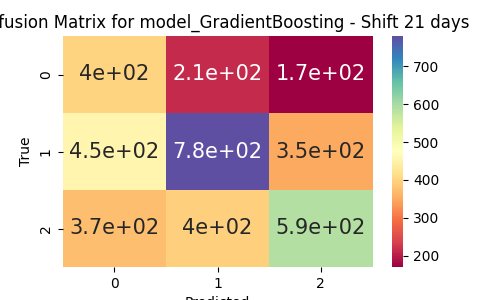 fusion Matrix for model_GradientBoosting - Shift 21 days
0 4e+02 2.1e+02 1.7e+02
1 4.5e+02 7.8e+02 3.5e+02
2 3.7e+02 4e+02 5.9e+02
True
0 1 2
Predicted
700
600
500
400
300
200